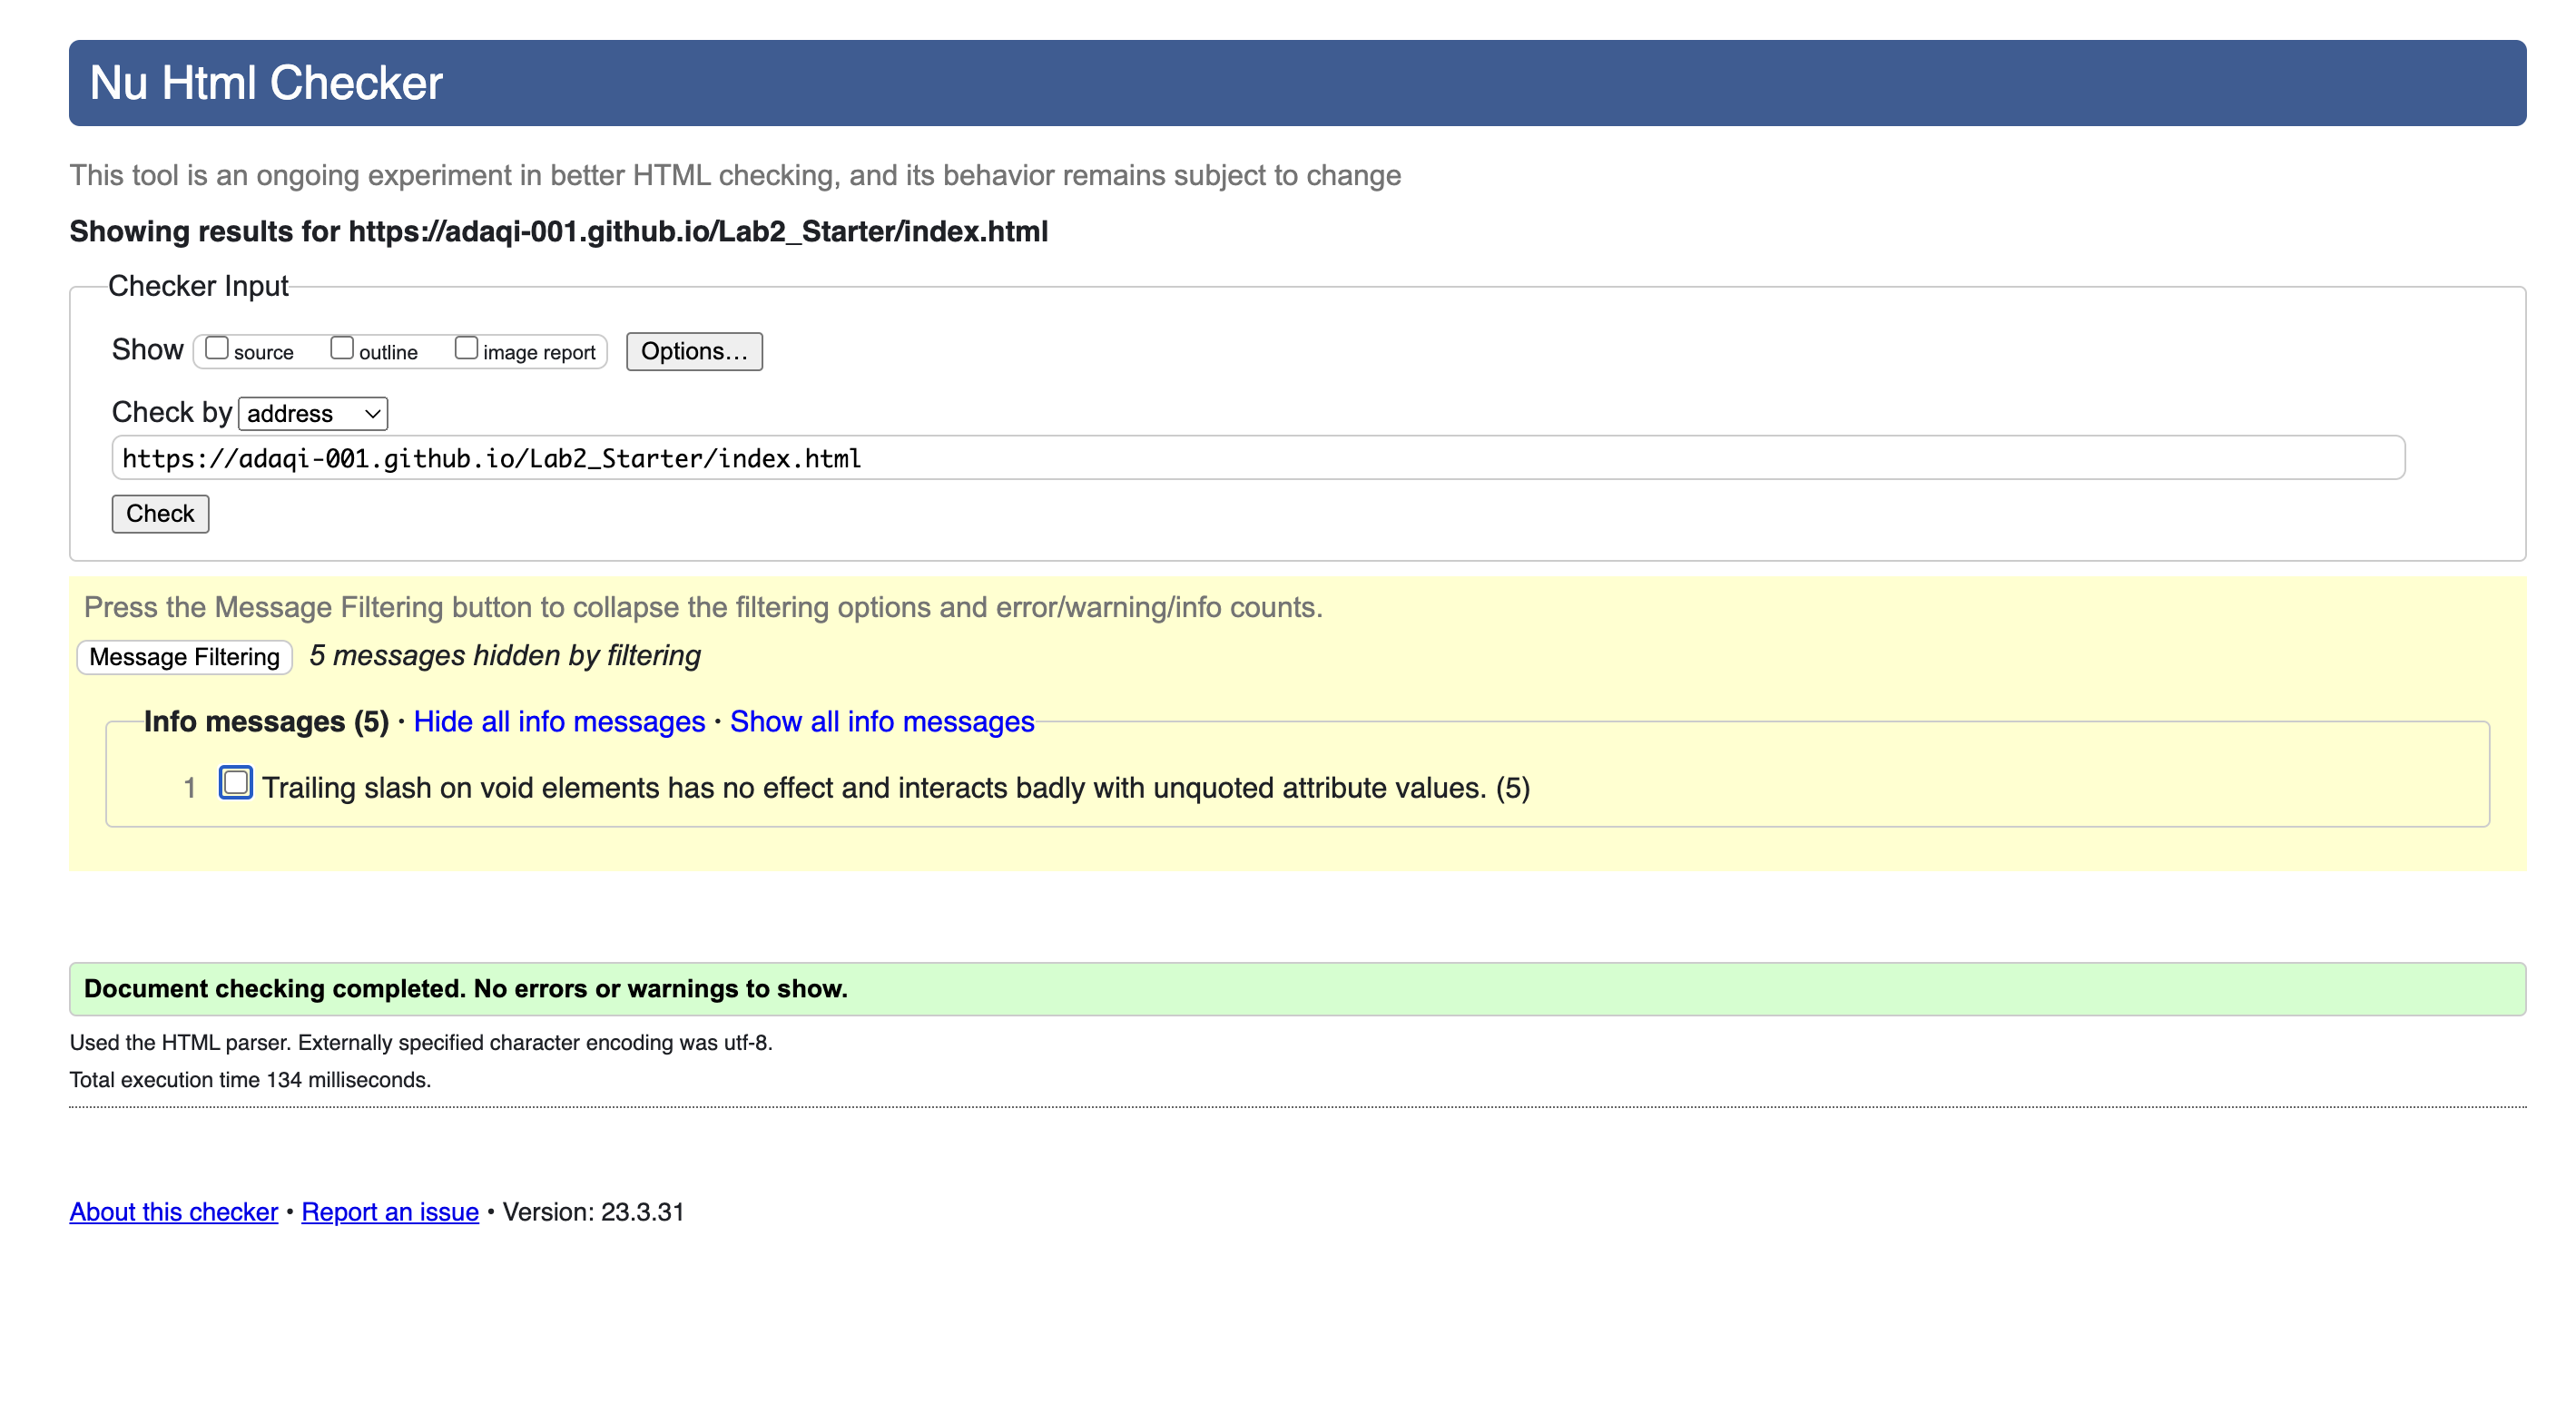 Nu Html Checker
This tool is an ongoing experiment in better HTML checking, and its behavior remains subject to change
Showing results for https://adaqi-001.github.io/Lab2_Starter/index.html
Checker Input
Show source outline image report Options...
Check by address
https://adaqi-001.github.io/Lab2_Starter/index.html
Check
Press the Message Filtering button to collapse the filtering options and error/warning/info counts.
Message Filtering 5 messages hidden by filtering
Info messages (5) · Hide all info messages · Show all info messages
1 Trailing slash on void elements has no effect and interacts badly with unquoted attribute values. (5)
Document checking completed. No errors or warnings to show.
Used the HTML parser. Externally specified character encoding was utf-8.
Total execution time 134 milliseconds.
About this checker • Report an issue • Version: 23.3.31